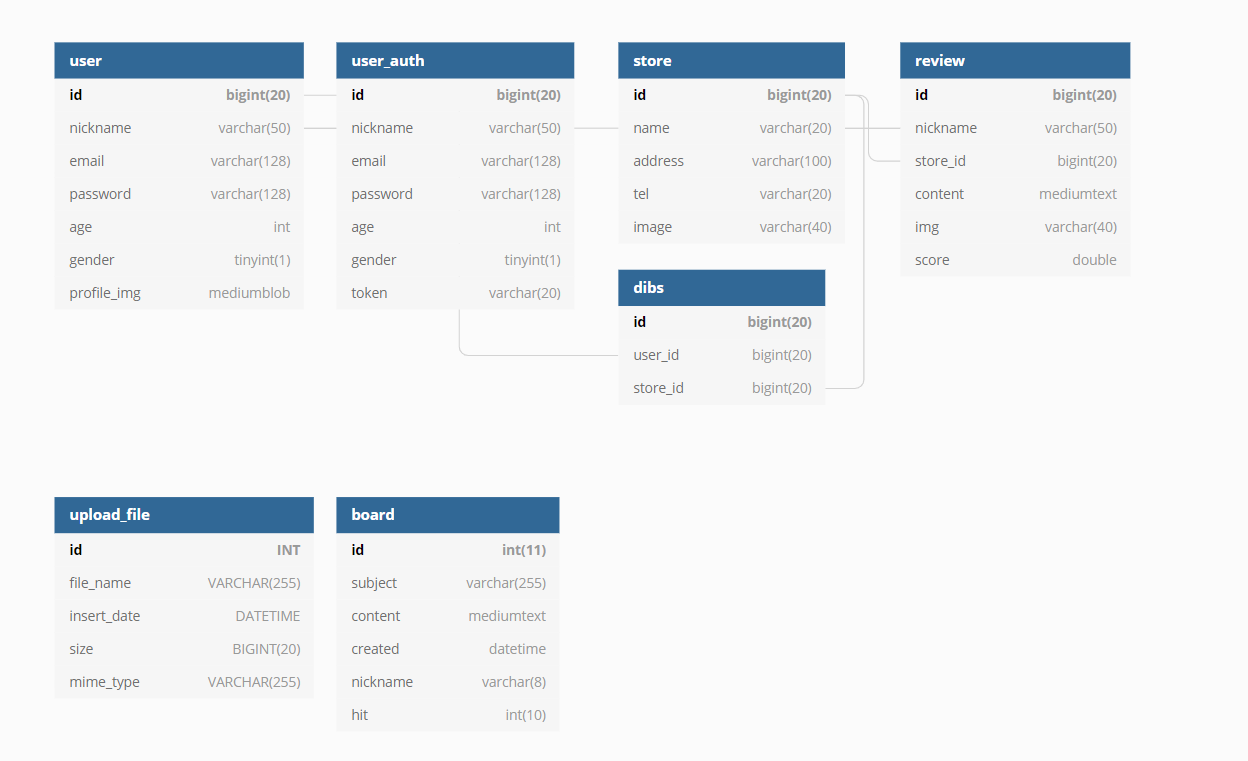 user
id bigint(20)
nickname varchar(50)
email varchar(128)
password varchar(128)
age int
gender tinyint(1)
profile_img mediumblob
user_auth
id bigint(20)
nickname varchar(50)
email varchar(128)
password varchar(128)
age int
gender tinyint(1)
token varchar(20)
store
id bigint(20)
name varchar(20)
address varchar(100)
tel varchar(20)
image varchar(40)
review
id bigint(20)
nickname varchar(50)
store_id bigint(20)
content mediumtext
img varchar(40)
score double
dibs
id bigint(20)
user_id bigint(20)
store_id bigint(20)
upload_file
id INT
file_name VARCHAR(255)
insert_date DATETIME
size BIGINT(20)
mime_type VARCHAR(255)
board
id int(11)
subject varchar(255)
content mediumtext
created datetime
nickname varchar(8)
hit int(10)